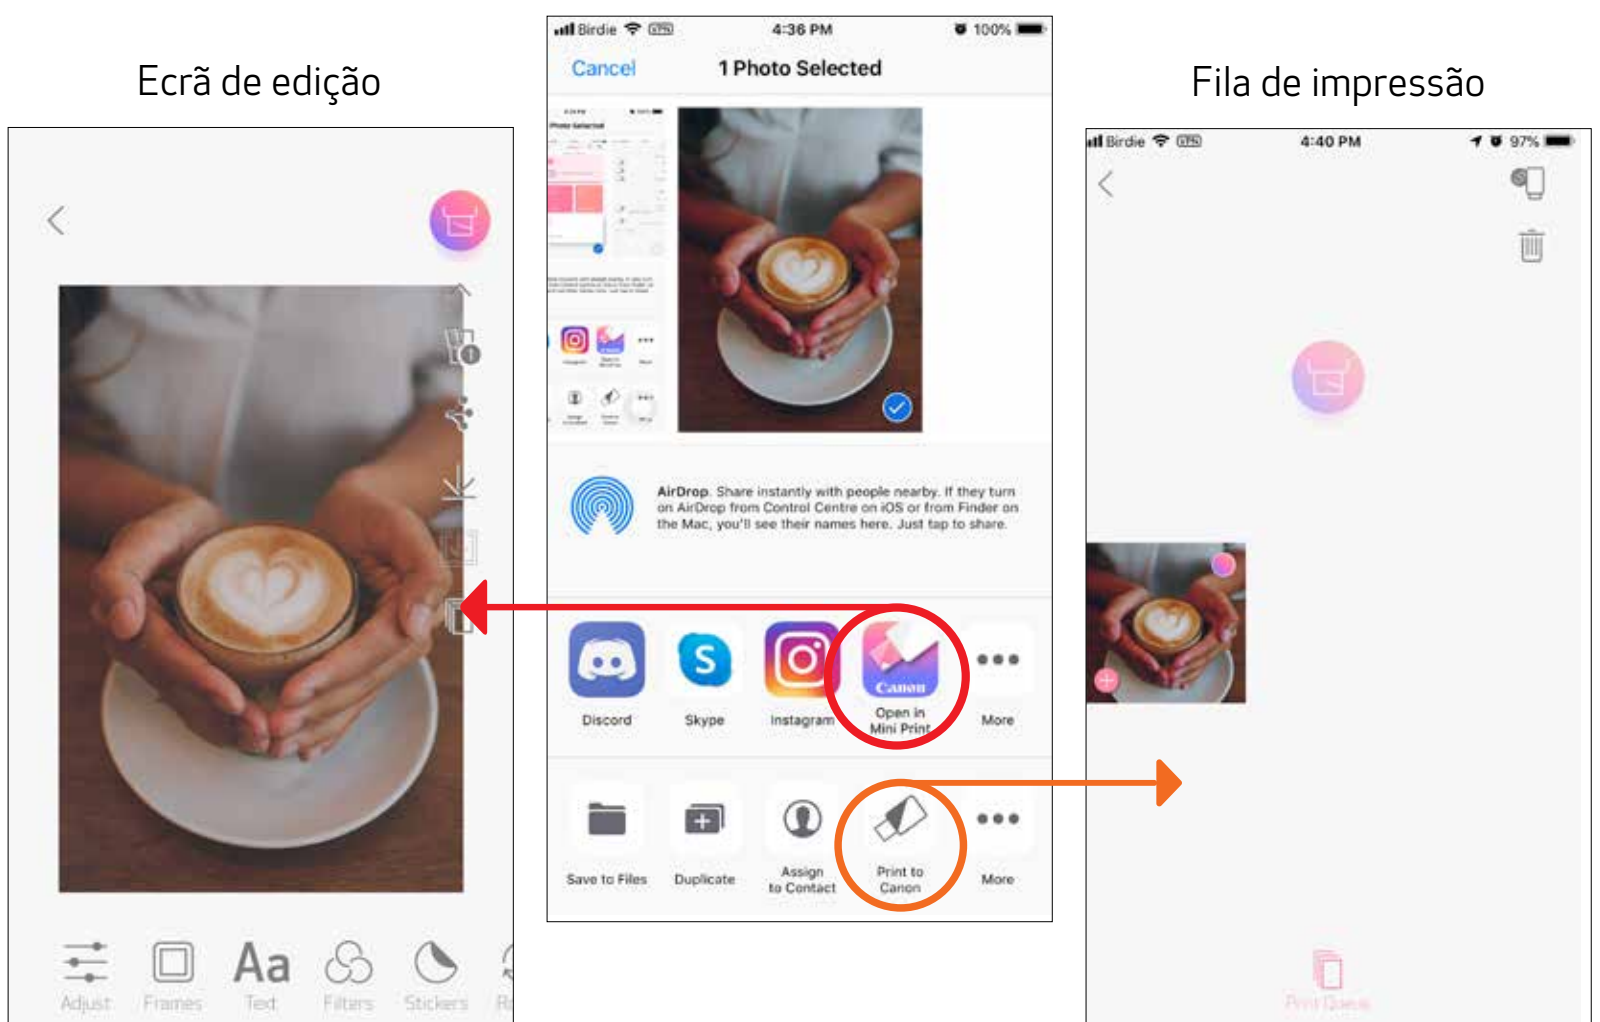 Ecrã de edição
Adjust
Frames
Aa
Text
Filters
Stickers
Birdie
VPN
4:36 PM
100%
Cancel
1 Photo Selected
AirDrop. Share instantly with people nearby. If they turn
on AirDrop from Control Centre on iOS or from Finder on
the Mac, you'll see their names here. Just tap to share.
Canon
Discord
Skype
Instagram
Open in
Mini Print
More
Save to Files
Duplicate
Assign
to Contact
Print to
Canon
More
Fila de impressão
Birdie
VPN
4:40 PM
97%
Print Queue